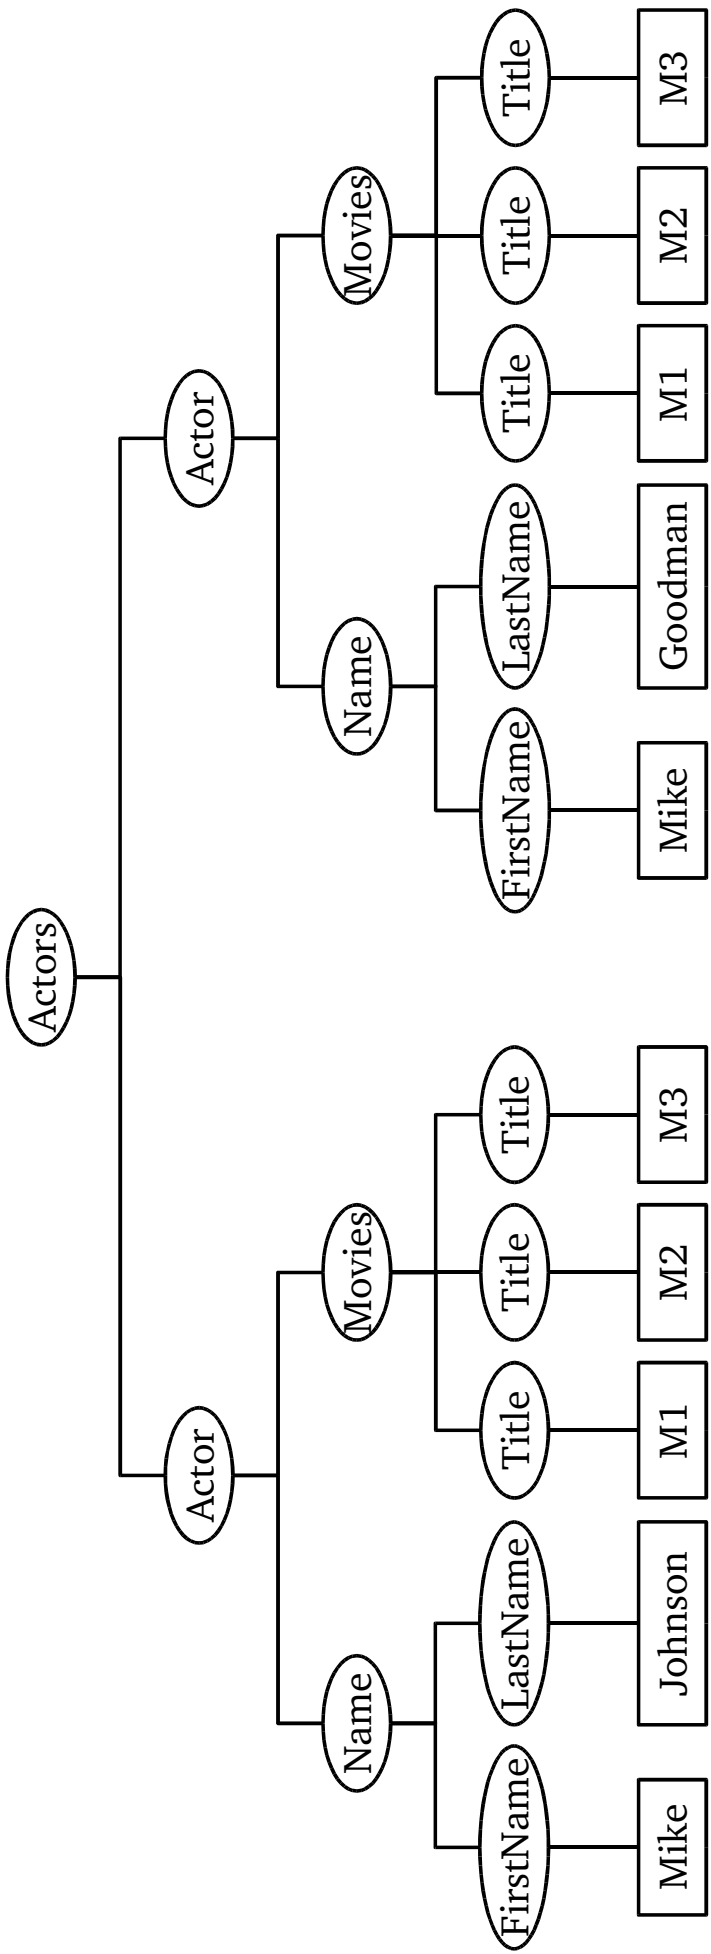 Actors
Actor
Actor
Name
Movies
Name
Movies
FirstName
LastName
Title
Title
Title
FirstName
LastName
Title
Title
Title
Mike
Johnson
M1
M2
M3
Mike
Goodman
M1
M2
M3